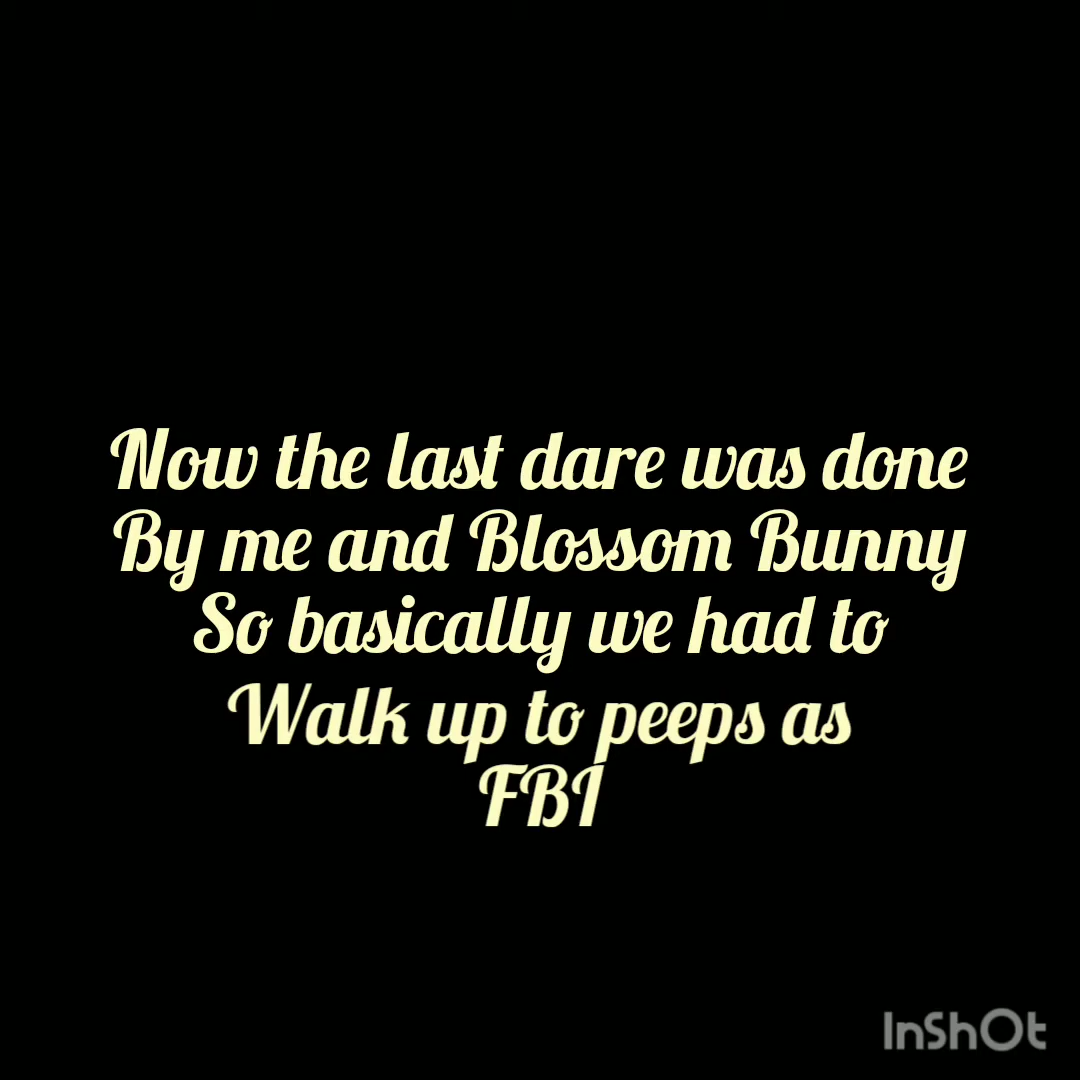 Now the last dare was done
By me and Blossom Bunny
So basically we had to
Walk up to peeps as
FBI
InShOt